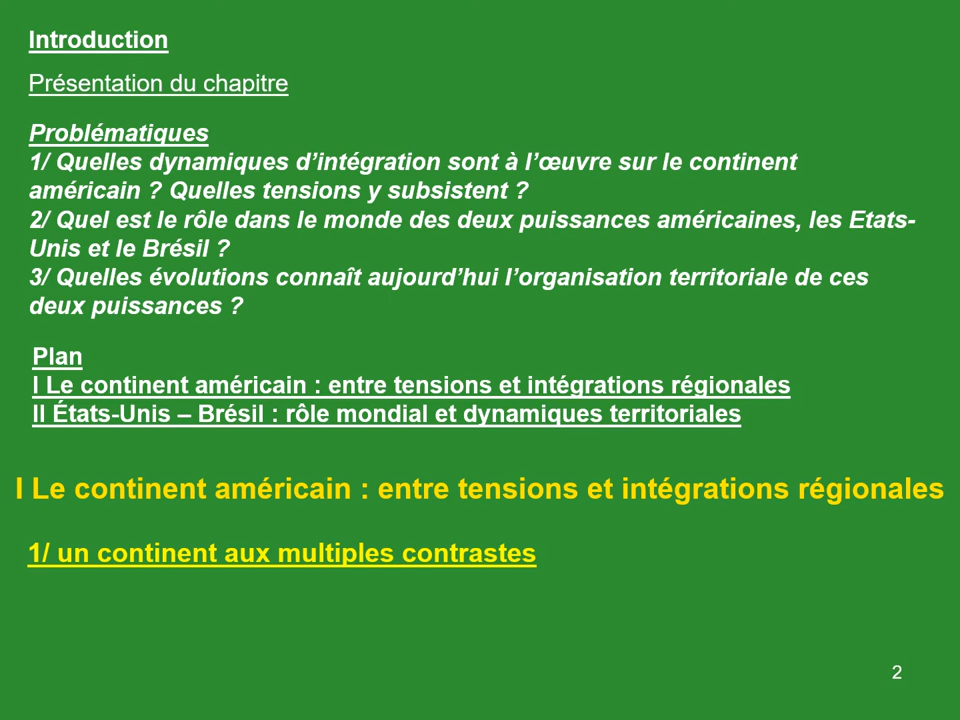 Introduction
Présentation du chapitre
Problématiques
1/ Quelles dynamiques d’intégration sont à l’œuvre sur le continent
américain ? Quelles tensions y subsistent ?
2/ Quel est le rôle dans le monde des deux puissances américaines, les Etats-
Unis et le Brésil ?
3/ Quelles évolutions connaît aujourd’hui l’organisation territoriale de ces
deux puissances ?
Plan
I Le continent américain : entre tensions et intégrations régionales
II États-Unis – Brésil : rôle mondial et dynamiques territoriales
I Le continent américain : entre tensions et intégrations régionales
1/ un continent aux multiples contrastes
2